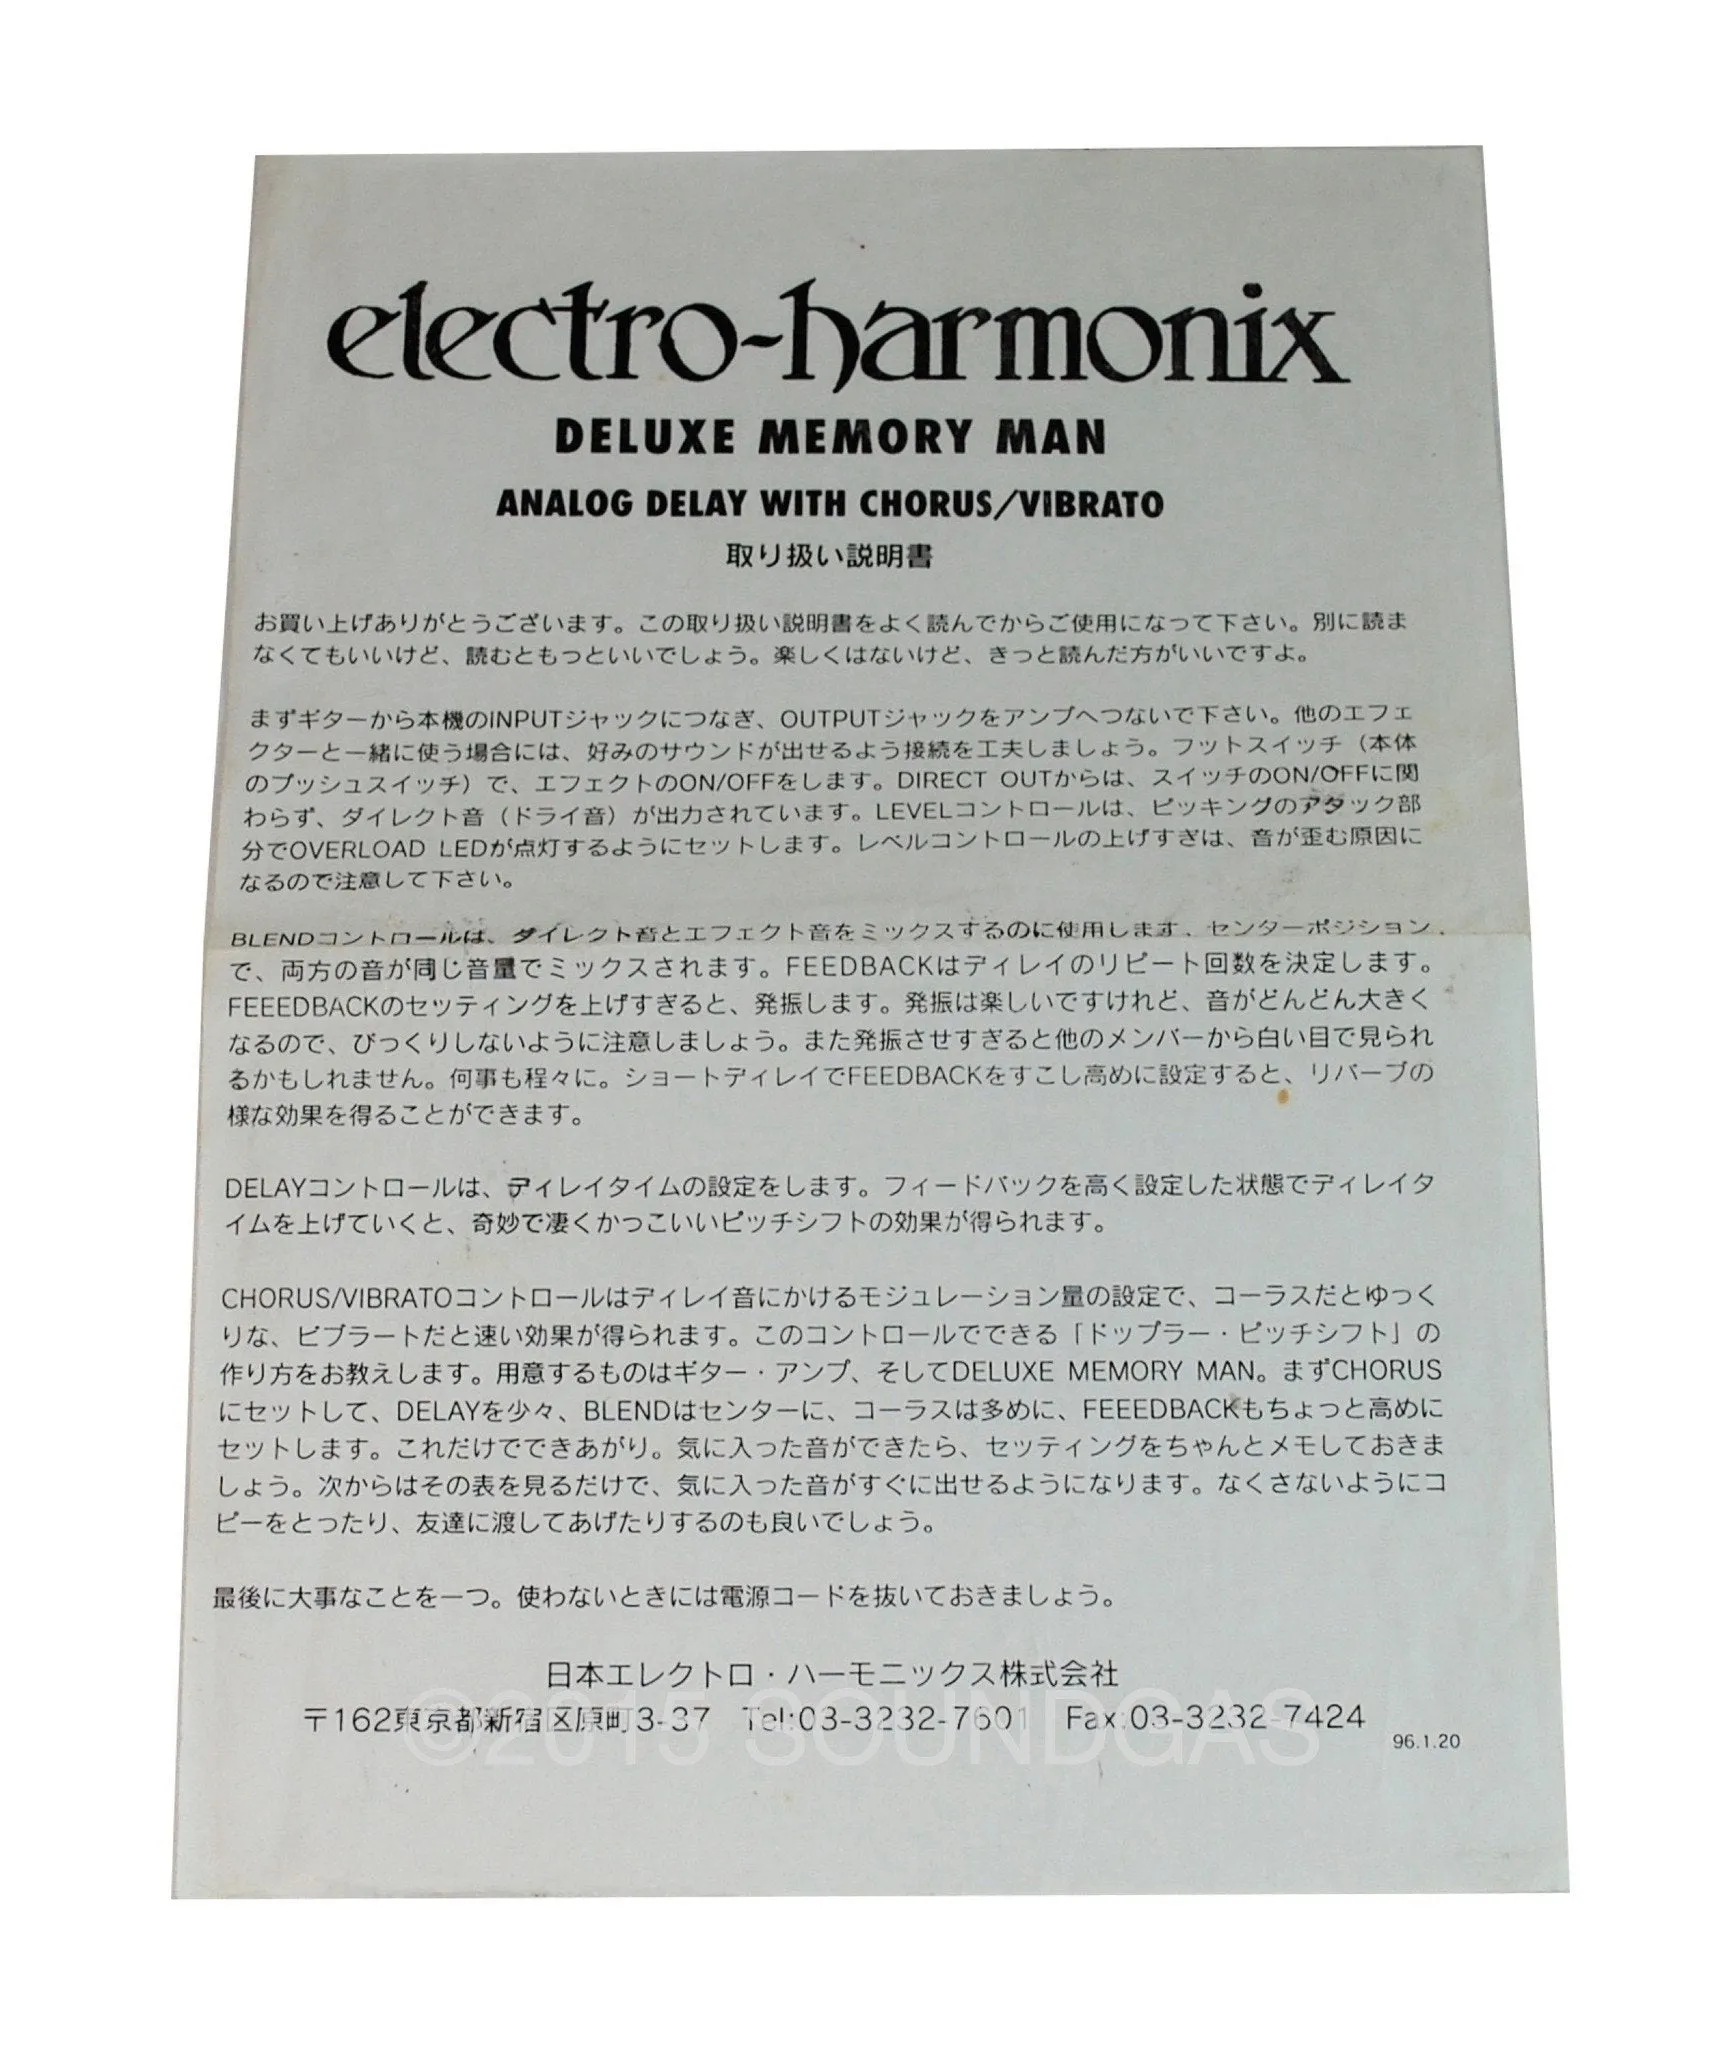 electro-harmonix
DELUXE MEMORY MAN
ANALOG DELAY WITH CHORUS/VIBRATO
取り扱い説明書
お買い上げありがとうございます。この取り扱い説明書をよく読んでからご使用になって下さい。別に読ま
なくてもいいけど、読むともっといいでしょう。楽しくはないけど、きっと読んだ方がいいですよ。
まずギターから本機のINPUTジャックにつなぎ、OUTPUTジャックをアンプへつないで下さい。他のエフェ
クターと一緒に使う場合には、好みのサウンドが出せるよう接続を工夫しましょう。フットスイッチ（本体
のプッシュスイッチ）で、エフェクトのON/OFFをします。DIRECT OUTからは、スイッチのON/OFFに関
わらず、ダイレクト音（ドライ音）が出力されています。LEVELコントロールは、ピッキングのアタック部
分でOVERLOAD LEDが点灯するようにセットします。レベルコントロールの上げすぎは、音が歪む原因に
なるので注意して下さい。
BLENDコントロールは、ダイレクト音とエフェクト音をミックスするのに使用します。センターポジション
で、両方の音が同じ音量でミックスされます。FEEDBACKはディレイのリピート回数を決定します。
FEEEDBACKのセッティングを上げすぎると、発振します。発振は楽しいですけれど、音がどんどん大きく
なるので、びっくりしないように注意しましょう。また発振させすぎると他のメンバーから白い目で見られ
るかもしれません。何事も程々に。ショートディレイでFEEDBACKをすこし高めに設定すると、リバーブの
様な効果を得ることができます。
DELAYコントロールは、ディレイタイムの設定をします。フィードバックを高く設定した状態でディレイタ
イムを上げていくと、奇妙で凄くかっこいいピッチシフトの効果が得られます。
CHORUS/VIBRATOコントロールはディレイ音にかけるモジュレーション量の設定で、コーラスだとゆっく
りな、ビブラートだと速い効果が得られます。このコントロールでできる「ドップラー・ピッチシフト」の
作り方をお教えします。用意するものはギター・アンプ、そしてDELUXE MEMORY MAN。まずCHORUS
にセットして、DELAYを少々、BLENDはセンターに、コーラスは多めに、FEEEDBACKもちょっと高めに
セットします。これだけでできあがり。気に入った音ができたら、セッティングをちゃんとメモしておきま
しょう。次からはその表を見るだけで、気に入った音がすぐに出せるようになります。なくさないようにコ
ピーをとったり、友達に渡してあげたりするのも良いでしょう。
最後に大事なことを一つ。使わないときには電源コードを抜いておきましょう。
日本エレクトロ・ハーモニックス株式会社
〒162東京都新宿区原町3-37 Tel:03-3232-7601 Fax:03-3232-7424
©2015 SOUNDGAS
96.1.20